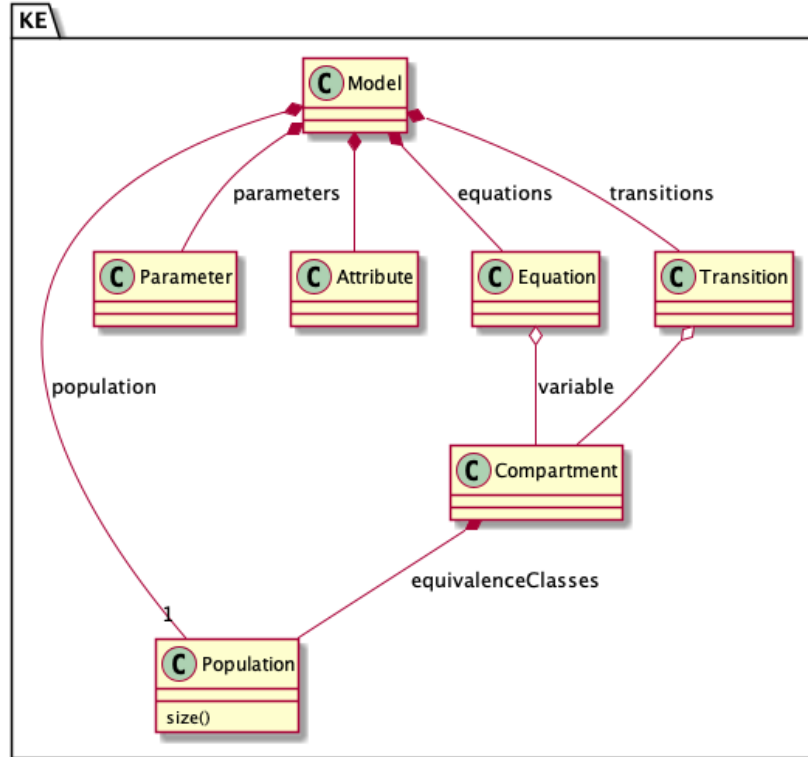 KE
C Model
parameters
equations
transitions
C Parameter
C Attribute
C Equation
C Transition
population
variable
C Compartment
equivalenceClasses
1
C Population
size()